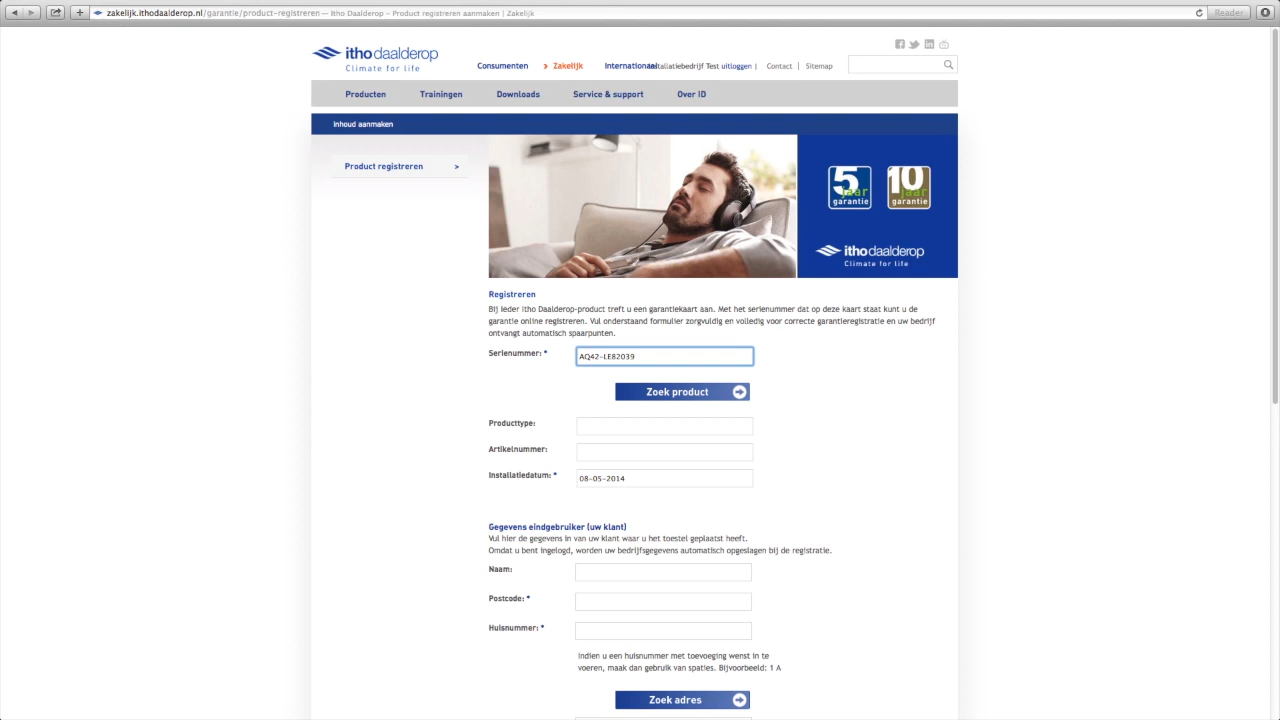 zakelijk.ithodaalderop.nl/garantie/product-registreren — Itho Daalderop – Product registreren aanmaken | Zakelijk
Reader
itho daalderop
Climate for life
Consumenten
Zakelijk
Internationaal
Installatiebedrijf Test uitloggen |
Contact |
Sitemap
Producten
Trainingen
Downloads
Service & support
Over ID
Inhoud aanmaken
Product registreren >
5 jaar garantie
10 jaar garantie
itho daalderop
Climate for life
Registreren
Bij ieder Itho Daalderop-product treft u een garantiekaart aan. Met het serienummer dat op deze kaart staat kunt u de
garantie online registreren. Vul onderstaand formulier zorgvuldig en volledig voor correcte garantieregistratie en uw bedrijf
ontvangt automatisch spaarpunten.
Serienummer: * AQ42-LE82039
Zoek product
Producttype:
Artikelnummer:
Installatiedatum: * 08-05-2014
Gegevens eindgebruiker (uw klant)
Vul hier de gegevens in van uw klant waar u het toestel geplaatst heeft.
Omdat u bent ingelogd, worden uw bedrijfsgegevens automatisch opgeslagen bij de registratie.
Naam:
Postcode: *
Huisnummer: *
Indien u een huisnummer met toevoeging wenst in te
voeren, maak dan gebruik van spaties. Bijvoorbeeld: 1 A
Zoek adres